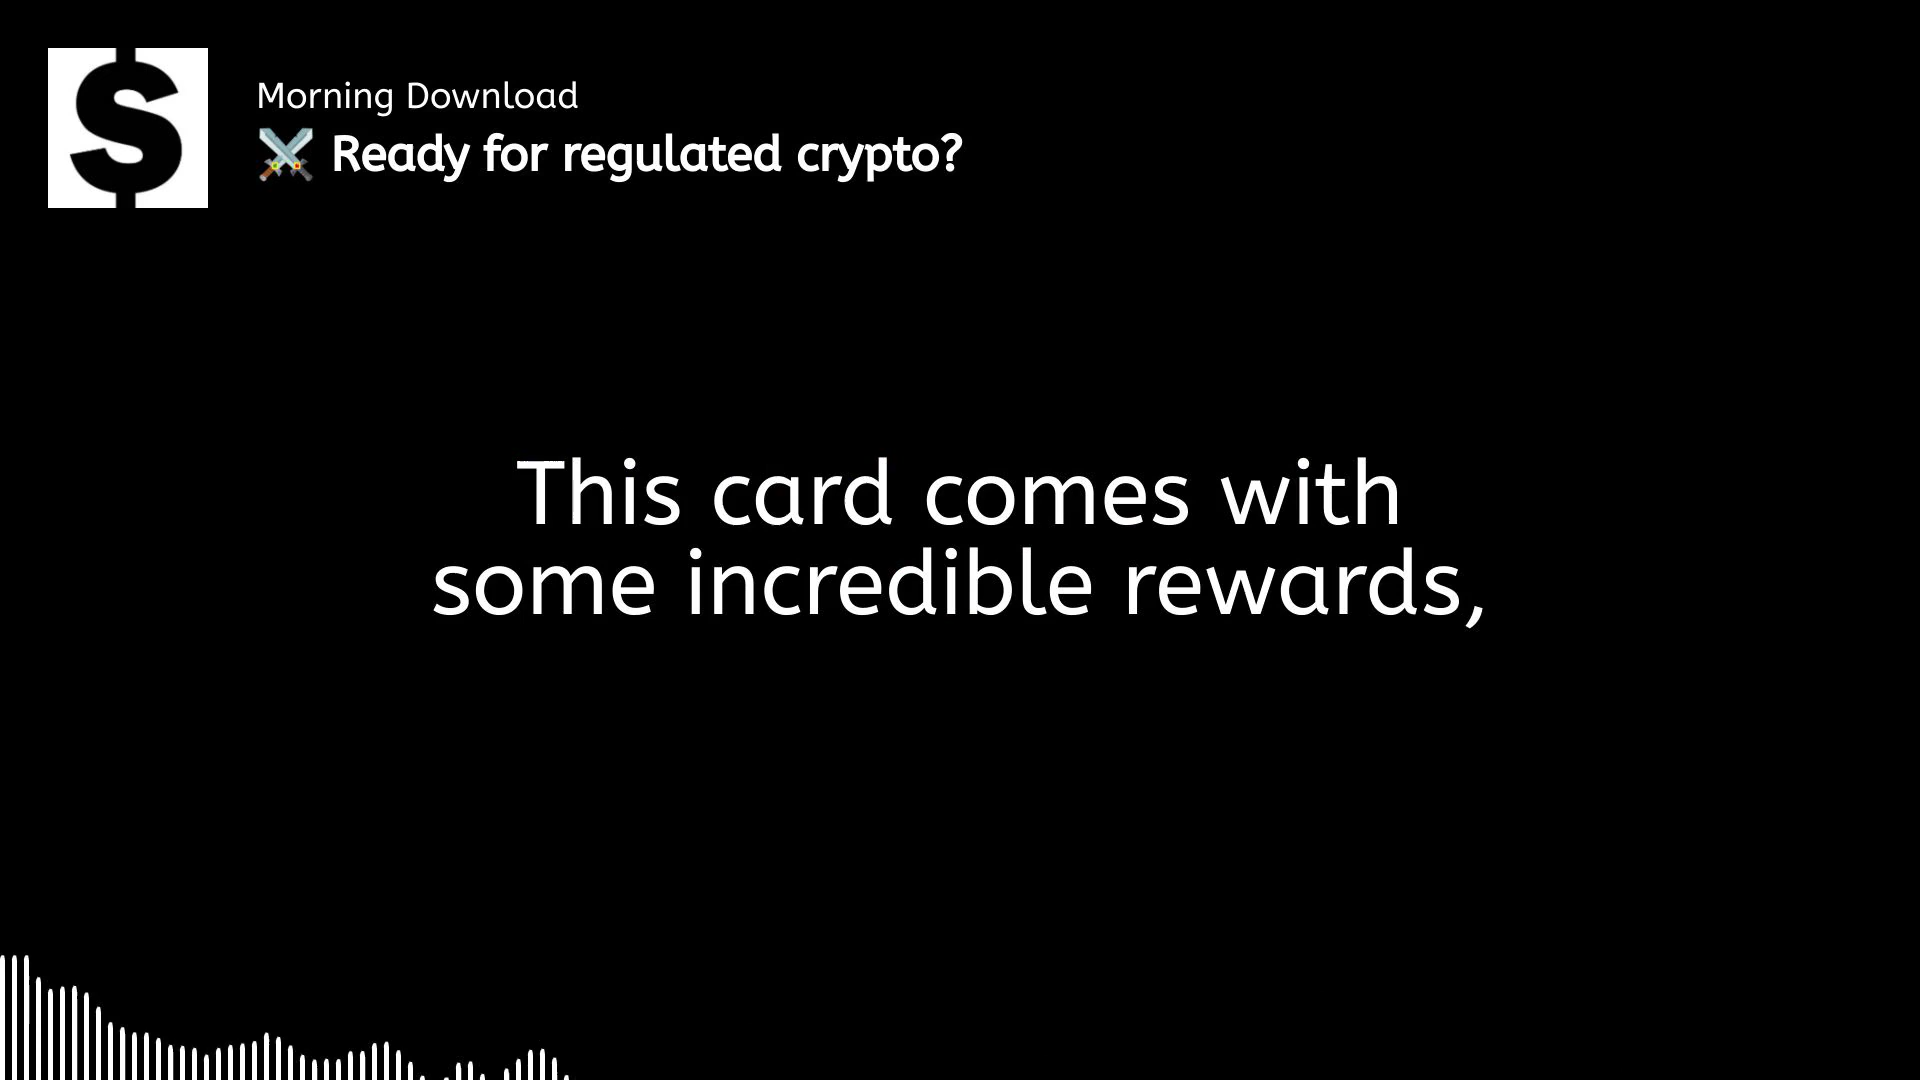 $
Morning Download
⚔️ Ready for regulated crypto?
This card comes with
some incredible rewards,